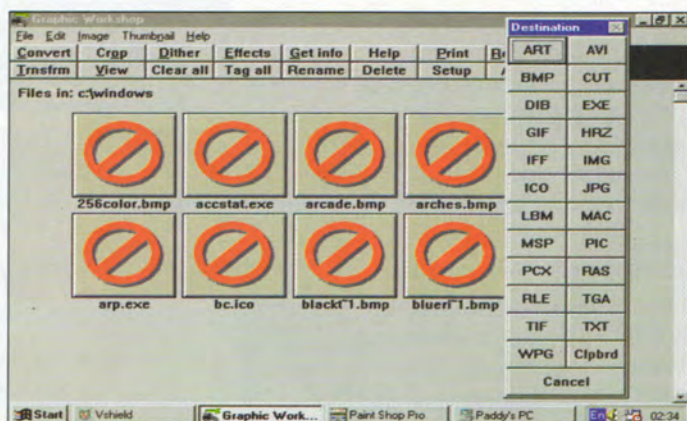 Graphic Workshop
File Edit Image Thumbnail Help
Convert Crop Dither Effects Get info Help Print
Trnsfrm View Clear all Tag all Rename Delete Setup
Files in: c:\windows
256color.bmp accstat.exe arcade.bmp arches.bmp
arp.exe bc.ico blackt~1.bmp blueri~1.bmp
Destination
ART AVI
BMP CUT
DIB EXE
GIF HRZ
IFF IMG
ICO JPG
LBM MAC
MSP PIC
PCX RAS
RLE TGA
TIF TXT
WPG Clpbrd
Cancel
Start Vshield Graphic Work... Paint Shop Pro Paddy's PC En 02:34